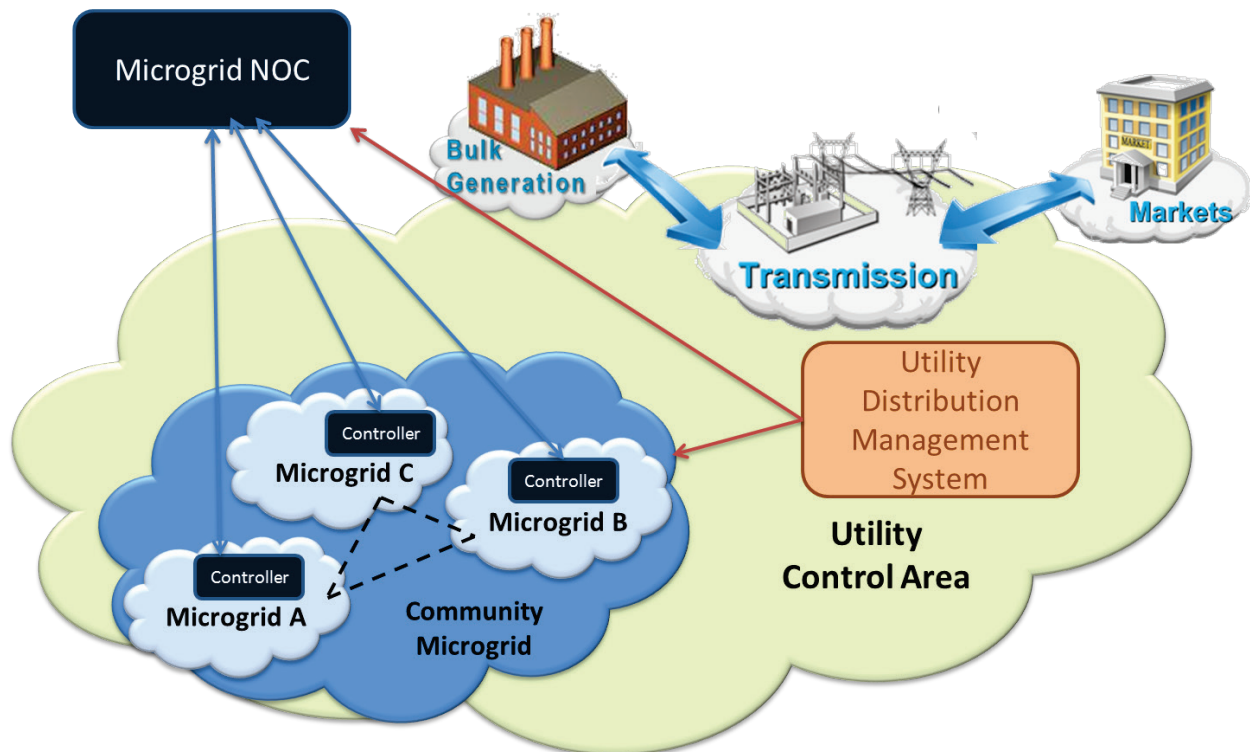 Microgrid NOC
Bulk
Generation
MARKET
Markets
Transmission
Utility
Distribution
Management
System
Controller
Microgrid C
Controller
Microgrid B
Utility
Control Area
Controller
Microgrid A
Community
Microgrid